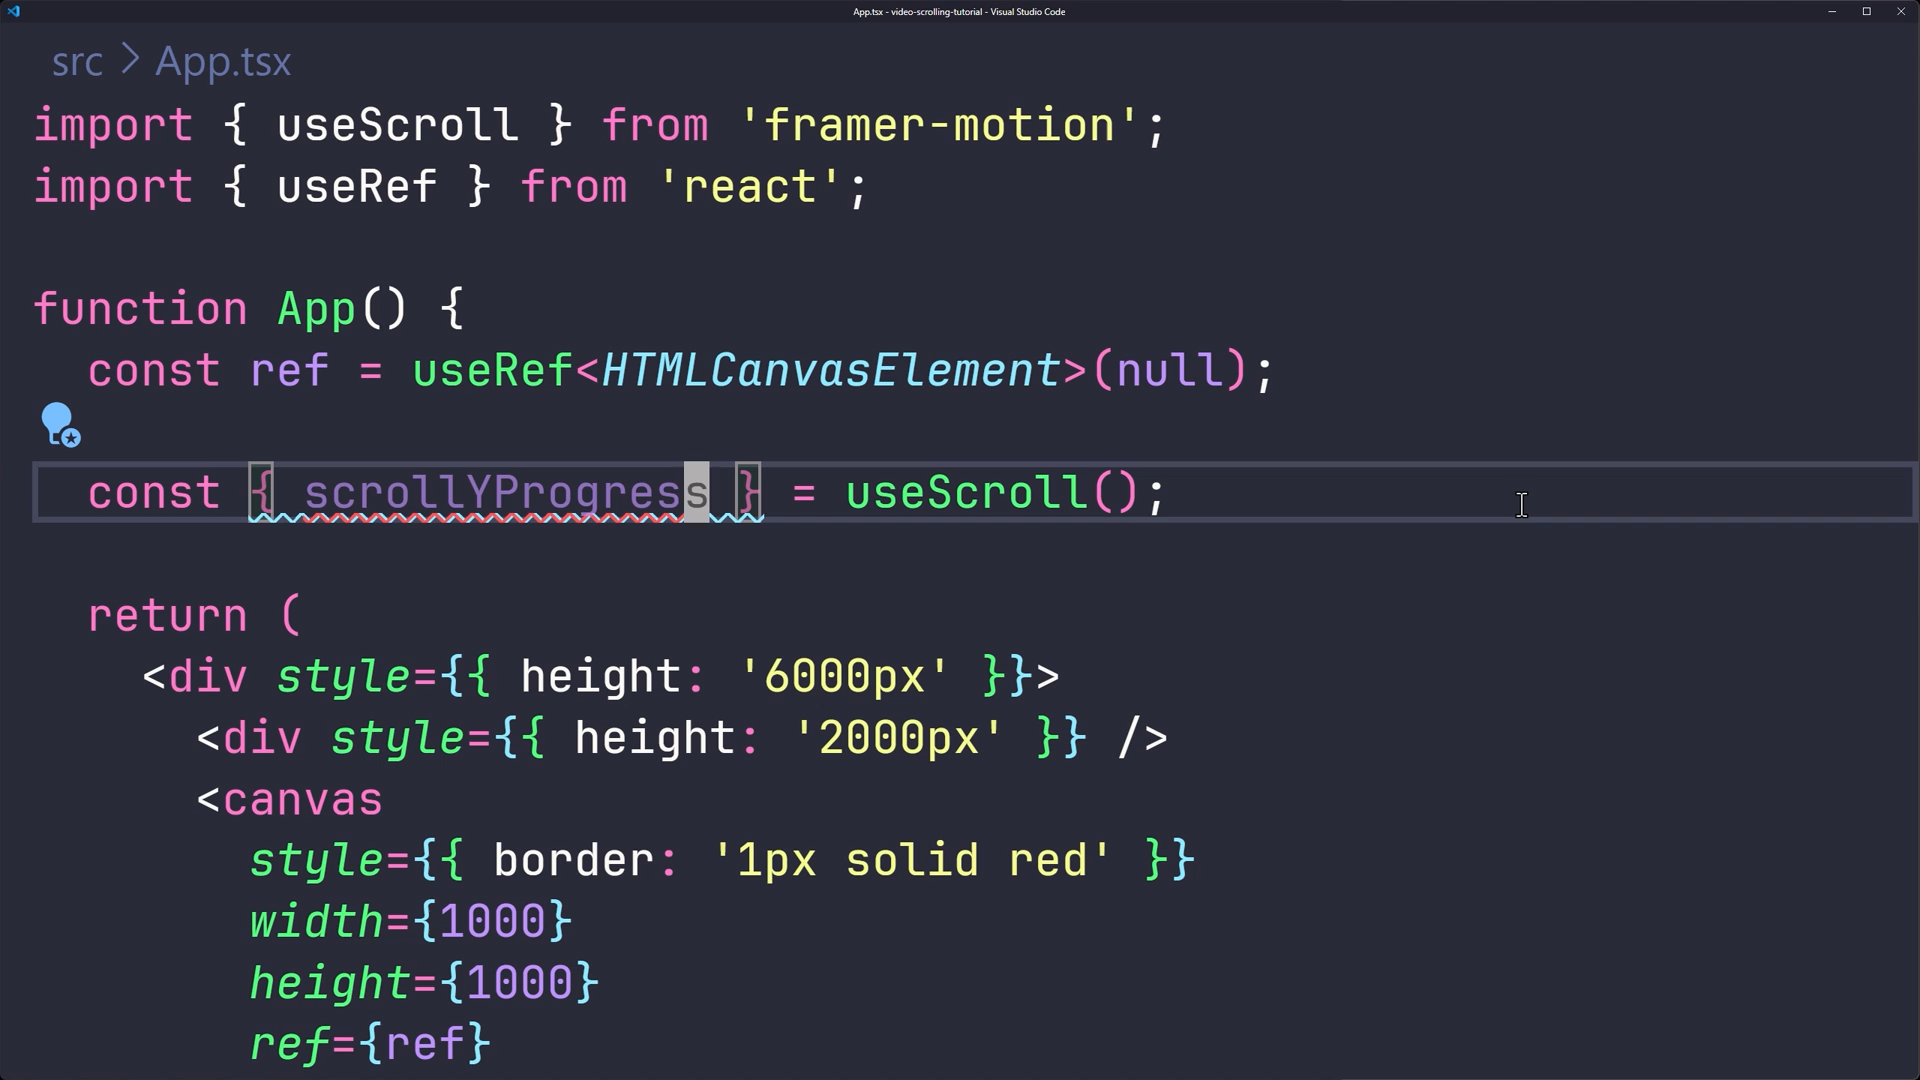 App.tsx - video-scrolling-tutorial - Visual Studio Code
src > App.tsx
import { useScroll } from 'framer-motion';
import { useRef } from 'react';
function App() {
const ref = useRef<HTMLCanvasElement>(null);
const { scrollYProgress } = useScroll();
return (
<div style={{ height: '6000px' }}>
<div style={{ height: '2000px' }} />
<canvas
style={{ border: '1px solid red' }}
width={1000}
height={1000}
ref={ref}